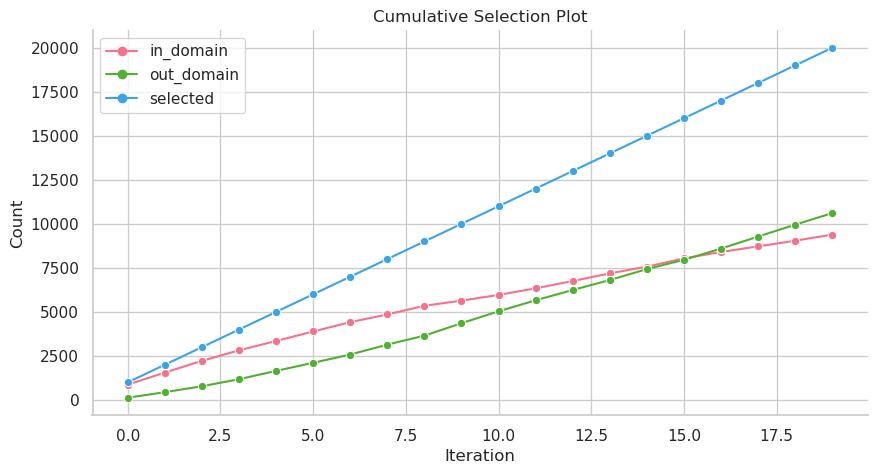 Cumulative Selection Plot
in_domain
out_domain
selected
Count
20000
17500
15000
12500
10000
7500
5000
2500
0
0.0 2.5 5.0 7.5 10.0 12.5 15.0 17.5
Iteration